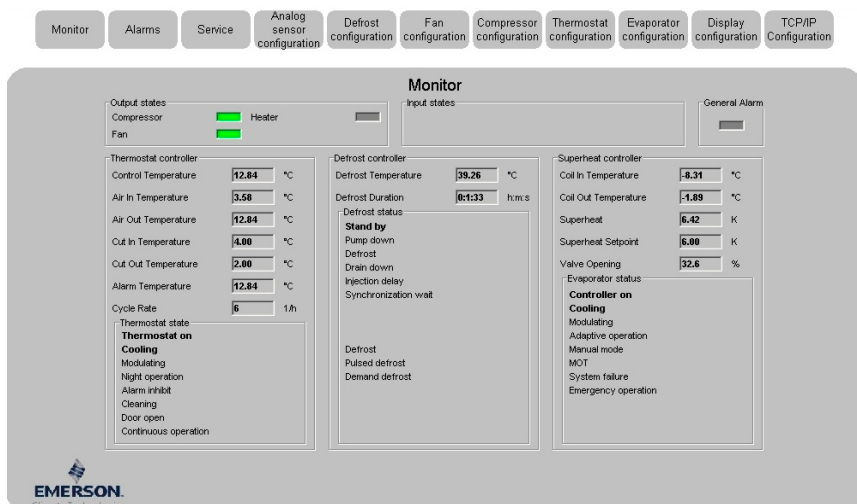 Monitor
Alarms
Service
Analog
sensor
configuration
Defrost
configuration
Fan
configuration
Compressor
configuration
Thermostat
configuration
Evaporator
configuration
Display
configuration
TCP/IP
Configuration
Monitor
Output states
Compressor
Heater
Fan
Input states
General Alarm
Thermostat controller
Control Temperature 12.84 °C
Air In Temperature 3.58 °C
Air Out Temperature 12.84 °C
Cut In Temperature 4.00 °C
Cut Out Temperature 2.00 °C
Alarm Temperature 12.84 °C
Cycle Rate 6 1/h
Thermostat state
Thermostat on
Cooling
Modulating
Night operation
Alarm inhibit
Cleaning
Door open
Continuous operation
Defrost controller
Defrost Temperature 39.26 °C
Defrost Duration 0:1:33 h:m:s
Defrost status
Stand by
Pump down
Defrost
Drain down
Injection delay
Synchronization wait
Defrost
Pulsed defrost
Demand defrost
Superheat controller
Coil In Temperature -8.31 °C
Coil Out Temperature -1.89 °C
Superheat 6.42 K
Superheat Setpoint 6.00 K
Valve Opening 32.6 %
Evaporator status
Controller on
Cooling
Modulating
Adaptive operation
Manual mode
MOT
System failure
Emergency operation
EMERSON.